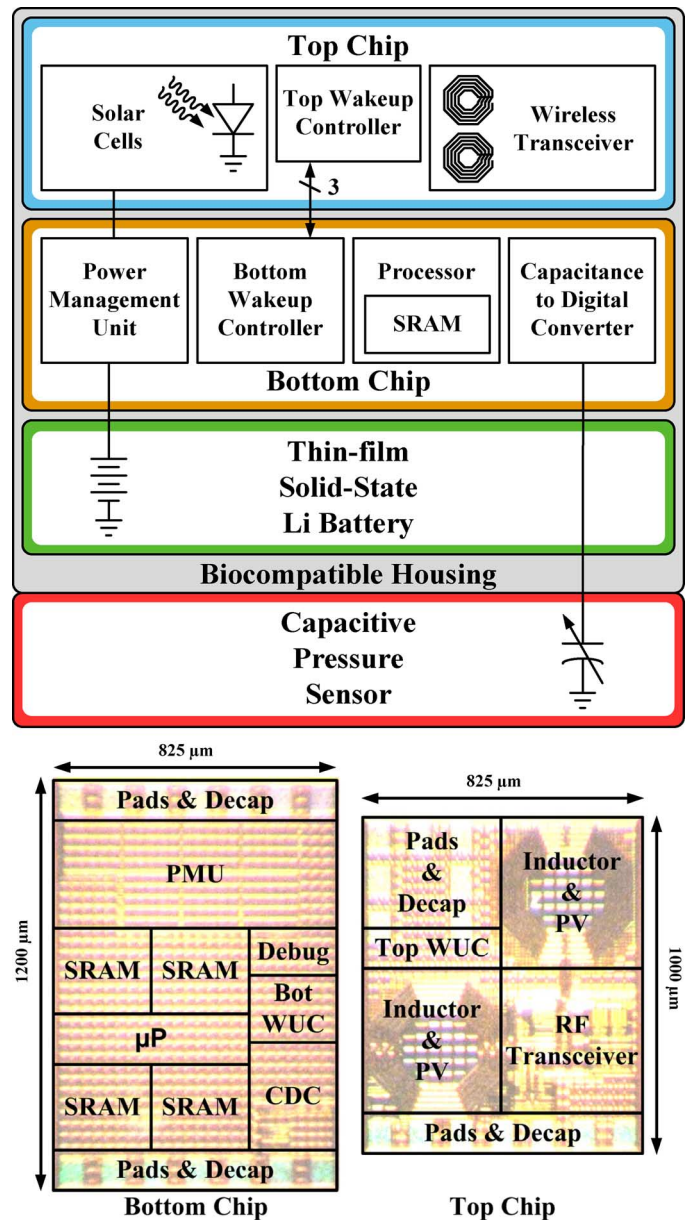 Top Chip
Solar
Cells
Top Wakeup
Controller
Wireless
Transceiver
3
Power
Management
Unit
Bottom
Wakeup
Controller
Processor
SRAM
Capacitance
to Digital
Converter
Bottom Chip
Thin-film
Solid-State
Li Battery
Biocompatible Housing
Capacitive
Pressure
Sensor
825 µm
1200 µm
Pads & Decap
PMU
SRAM
SRAM
Debug
Bot
WUC
µP
SRAM
SRAM
CDC
Pads & Decap
Bottom Chip
825 µm
1000 µm
Pads
&
Decap
Inductor
&
PV
Top WUC
Inductor
&
PV
RF
Transceiver
Pads & Decap
Top Chip